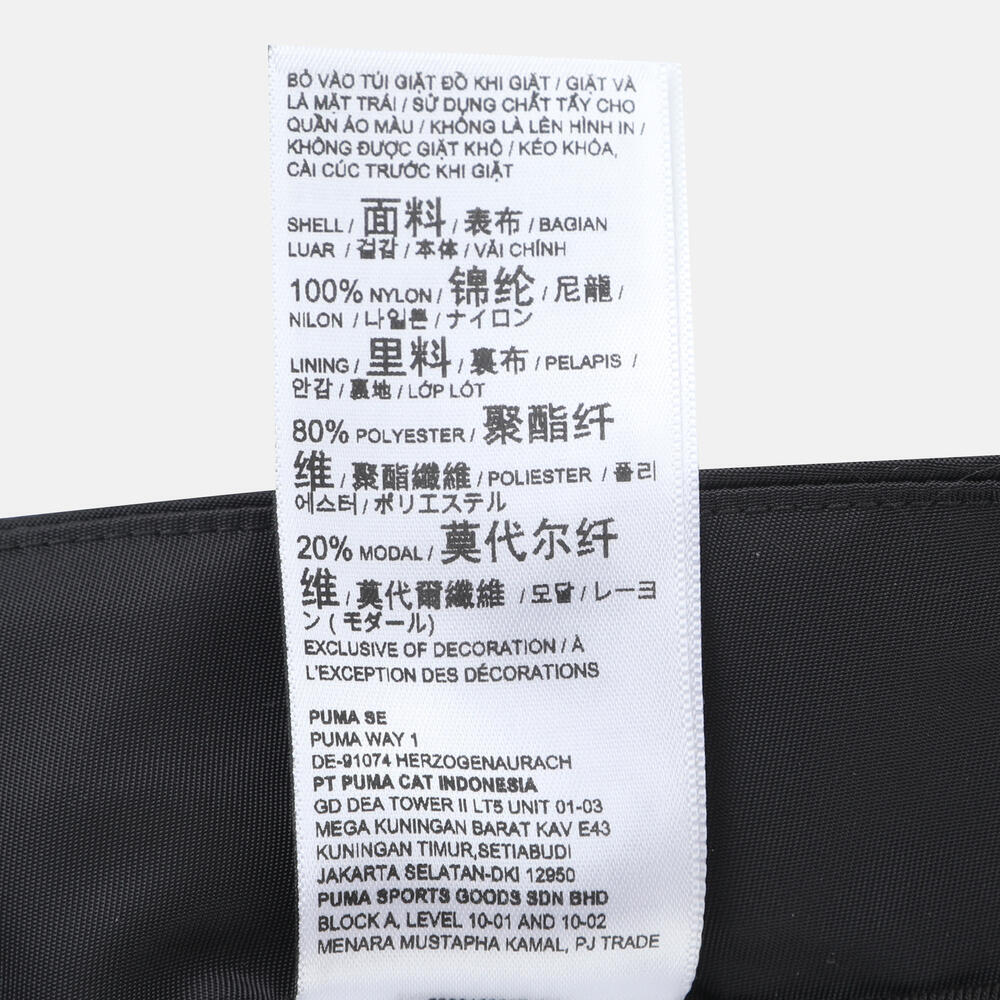 BỎ VÀO TÚI GIẶT ĐỒ KHI GIẶT / GIẶT VÀ
LÀ MẶT TRÁI / SỬ DỤNG CHẤT TẨY CHO
QUẦN ÁO MÀU / KHÔNG LÀ LÊN HÌNH IN /
KHÔNG ĐƯỢC GIẶT KHÔ / KÉO KHÓA,
CÀI CÚC TRƯỚC KHI GIẶT
SHELL / 面料 / 表布 / BAGIAN
LUAR / 겉감 / 本体 / VẢI CHÍNH
100% NYLON / 锦纶 / 尼龍 /
NILON / 나일론 / ナイロン
LINING / 里料 / 裏布 / PELAPIS /
안감 / 裏地 / LỚP LÓT
80% POLYESTER / 聚酯纤
维 / 聚酯纖維 / POLIESTER / 폴리
에스터 / ポリエステル
20% MODAL / 莫代尔纤
维 / 莫代爾纖維 / 모달 / レーヨ
ン ( モダール)
EXCLUSIVE OF DECORATION / À
L'EXCEPTION DES DÉCORATIONS
PUMA SE
PUMA WAY 1
DE-91074 HERZOGENAURACH
PT PUMA CAT INDONESIA
GD DEA TOWER II LT5 UNIT 01-03
MEGA KUNINGAN BARAT KAV E43
KUNINGAN TIMUR,SETIABUDI
JAKARTA SELATAN-DKI 12950
PUMA SPORTS GOODS SDN BHD
BLOCK A, LEVEL 10-01 AND 10-02
MENARA MUSTAPHA KAMAL, PJ TRADE